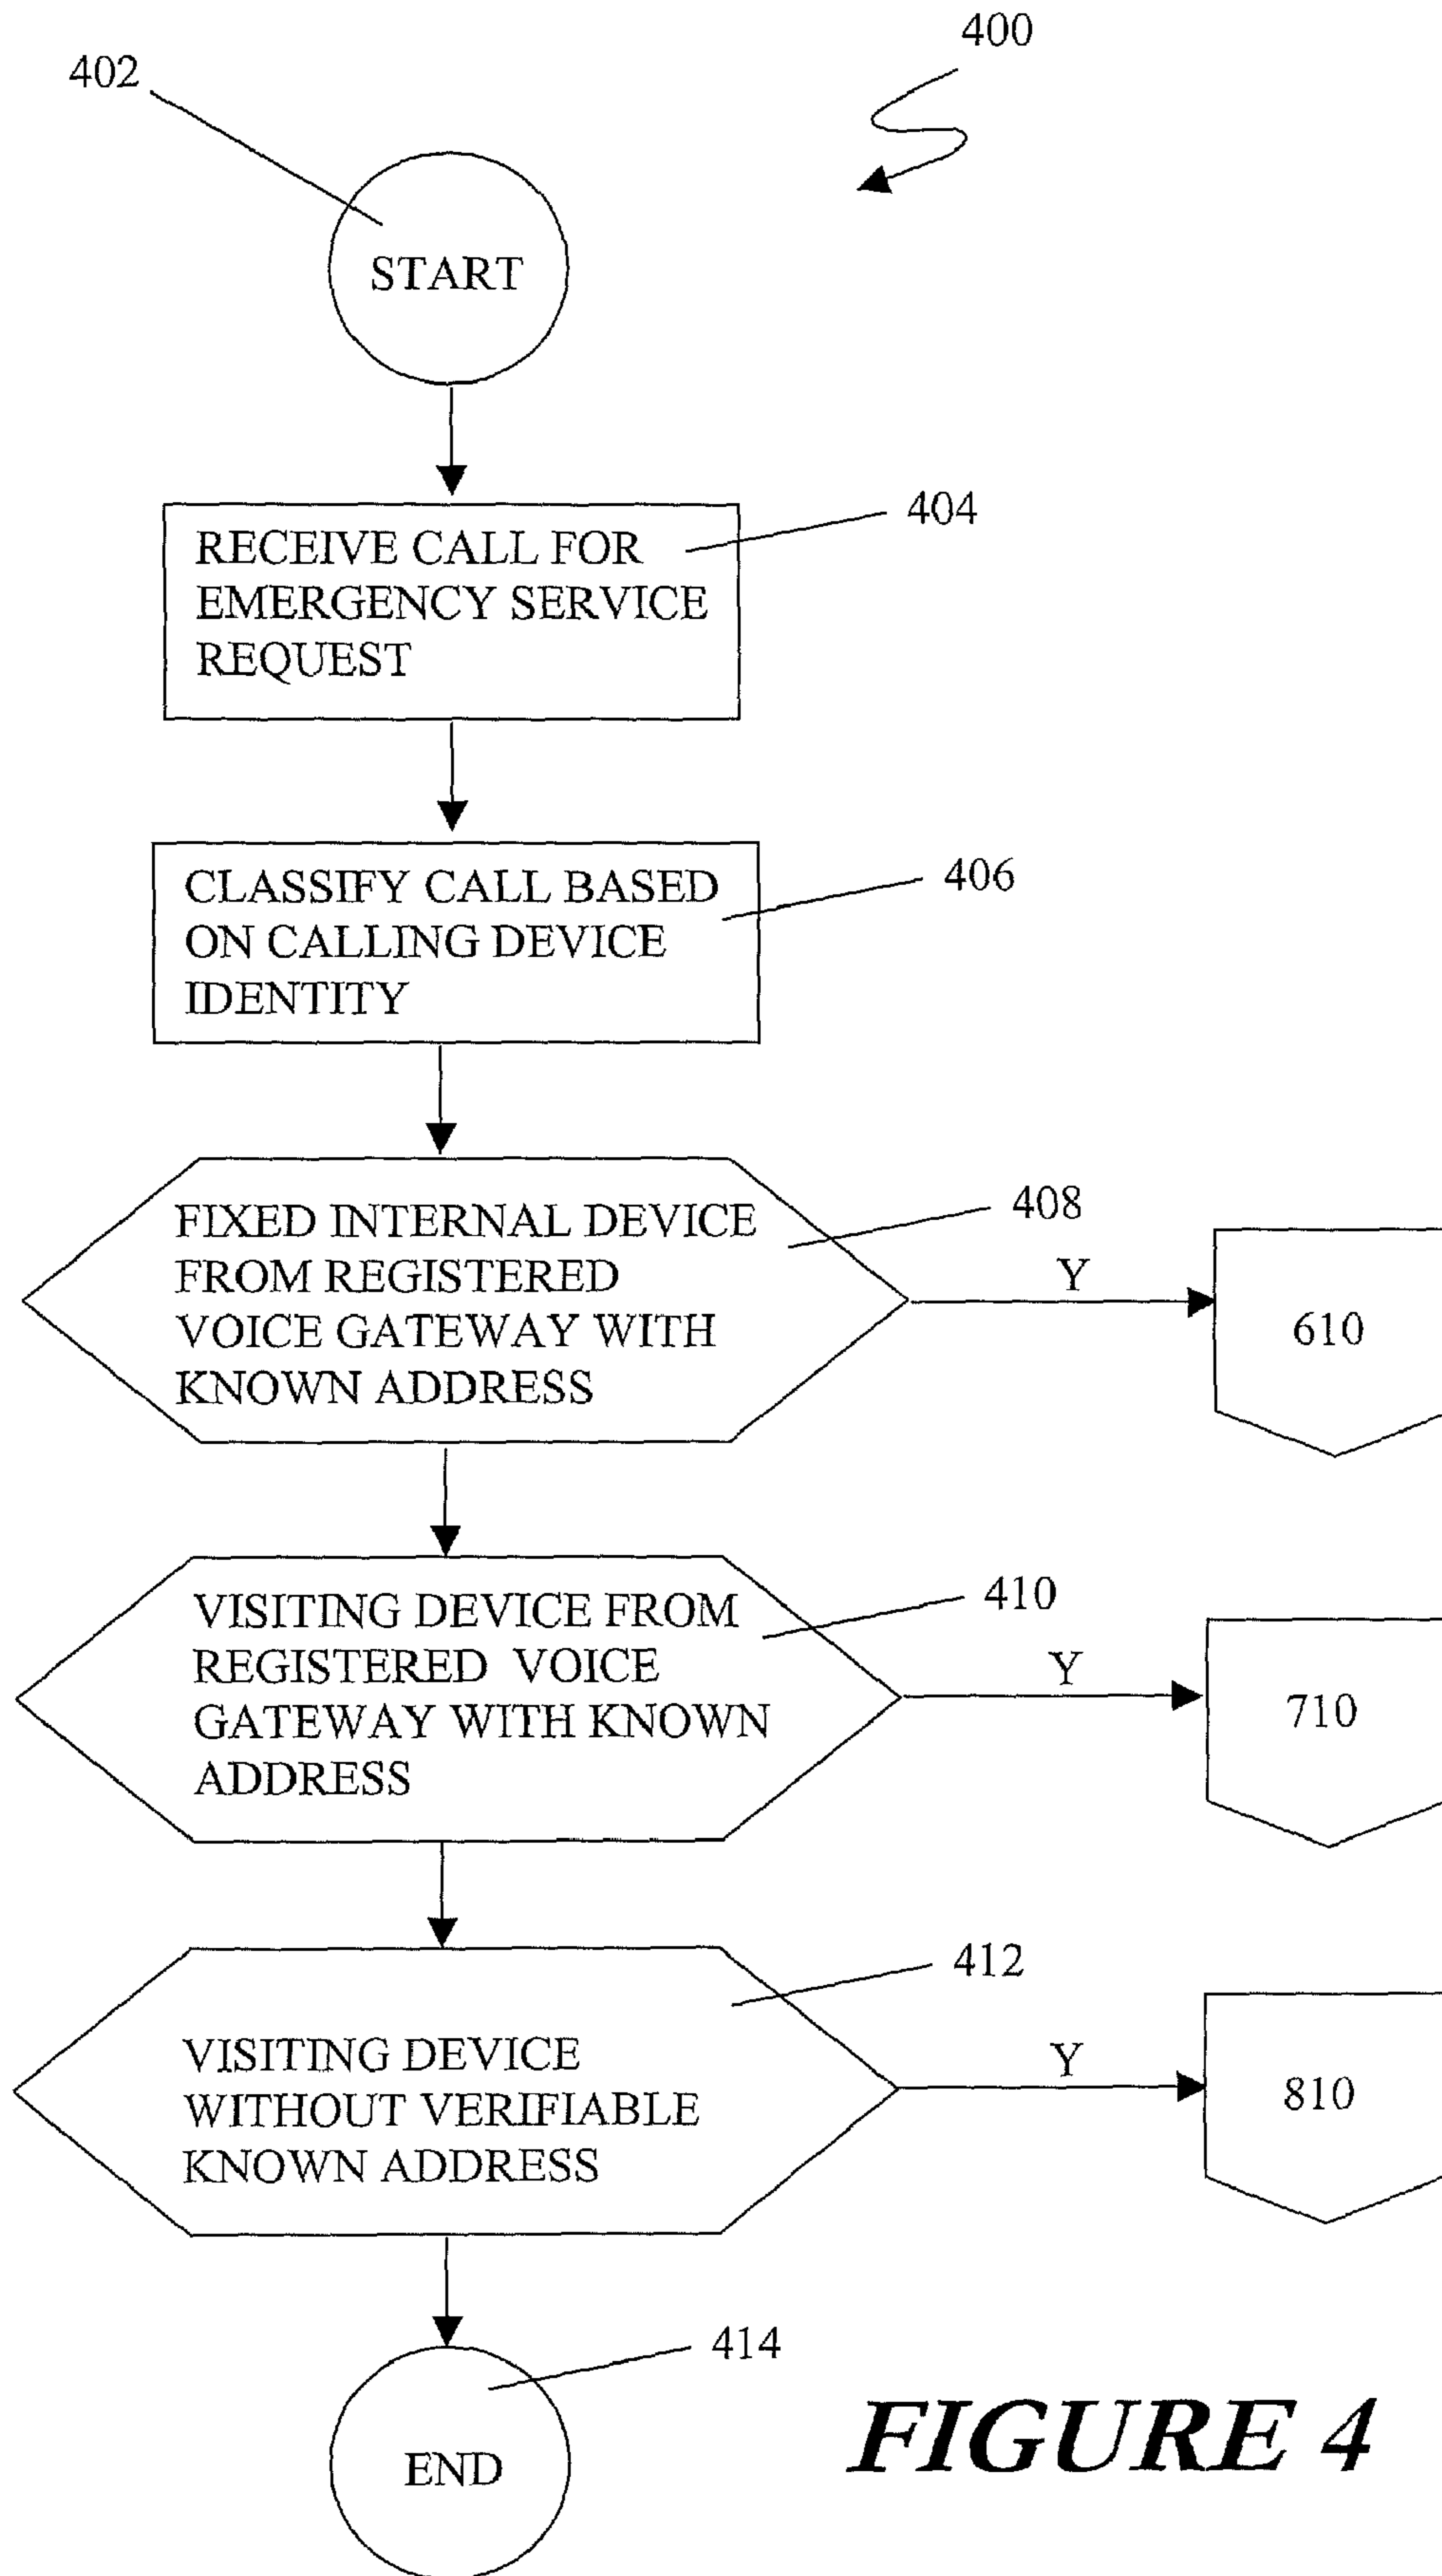 400
402
START
404
RECEIVE CALL FOR
EMERGENCY SERVICE
REQUEST
406
CLASSIFY CALL BASED
ON CALLING DEVICE
IDENTITY
408
FIXED INTERNAL DEVICE
FROM REGISTERED
VOICE GATEWAY WITH
KNOWN ADDRESS
Y
610
410
VISITING DEVICE FROM
REGISTERED VOICE
GATEWAY WITH KNOWN
ADDRESS
Y
710
412
VISITING DEVICE
WITHOUT VERIFIABLE
KNOWN ADDRESS
Y
810
414
END
FIGURE 4